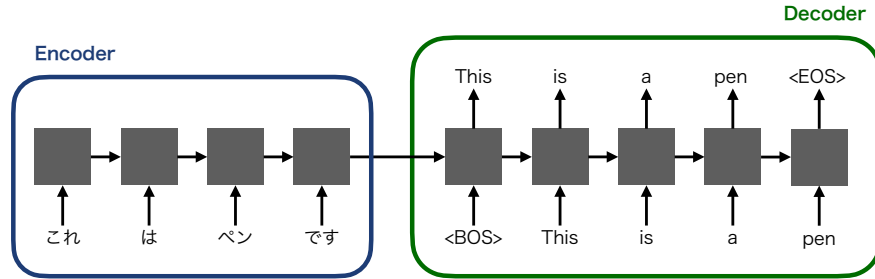 Decoder
Encoder
This is a pen <EOS>
これ は ペン です <BOS> This is a pen